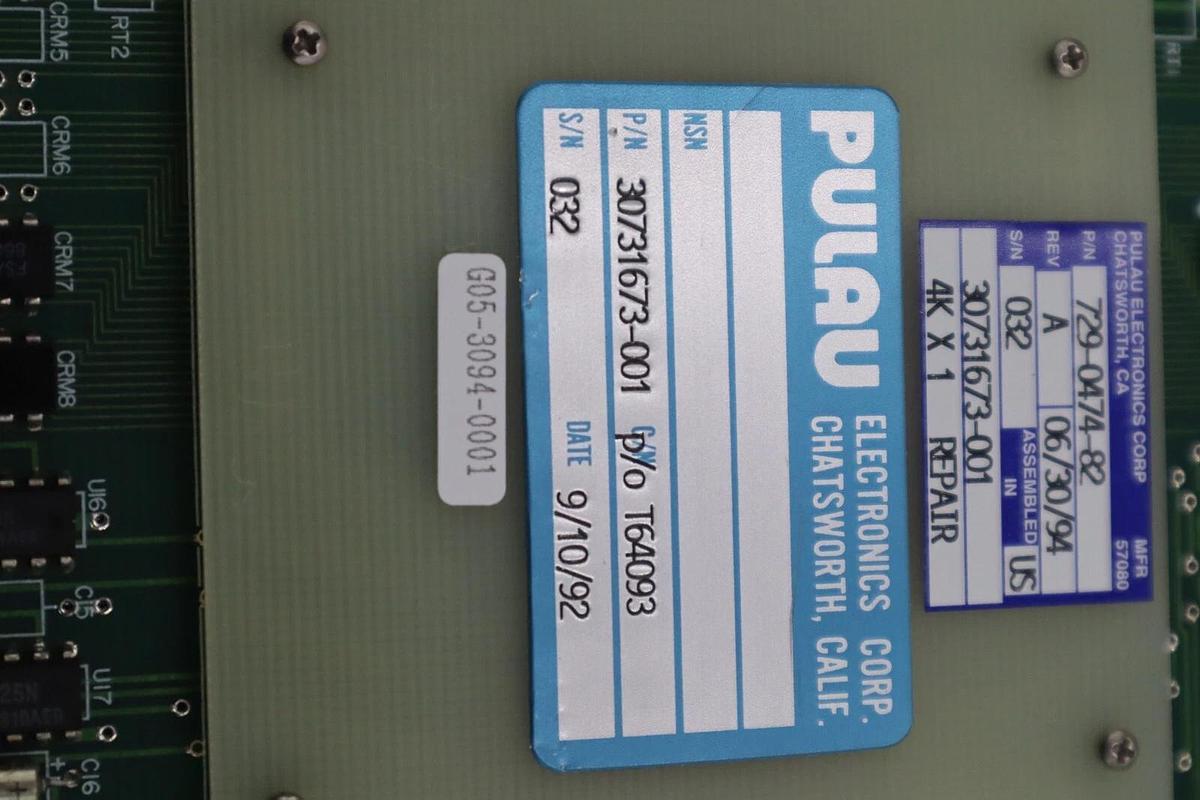 PULAU ELECTRONICS CORP MFR
CHATSWORTH, CA 57080
P/N 729-0474-82
REV A 06/30/94
S/N 032 ASSEMBLED IN US
30731673-001
4K X 1 REPAIR
PULAU ELECTRONICS CORP.
CHATSWORTH, CALIF.
NSN
P/N 30731673-001 p/o T64093
S/N 032 DATE 9/10/92
G05-3094-0001
CRM5
RT2
CRM6
CRM7
CRM8
U16
C15
U17
C16
+